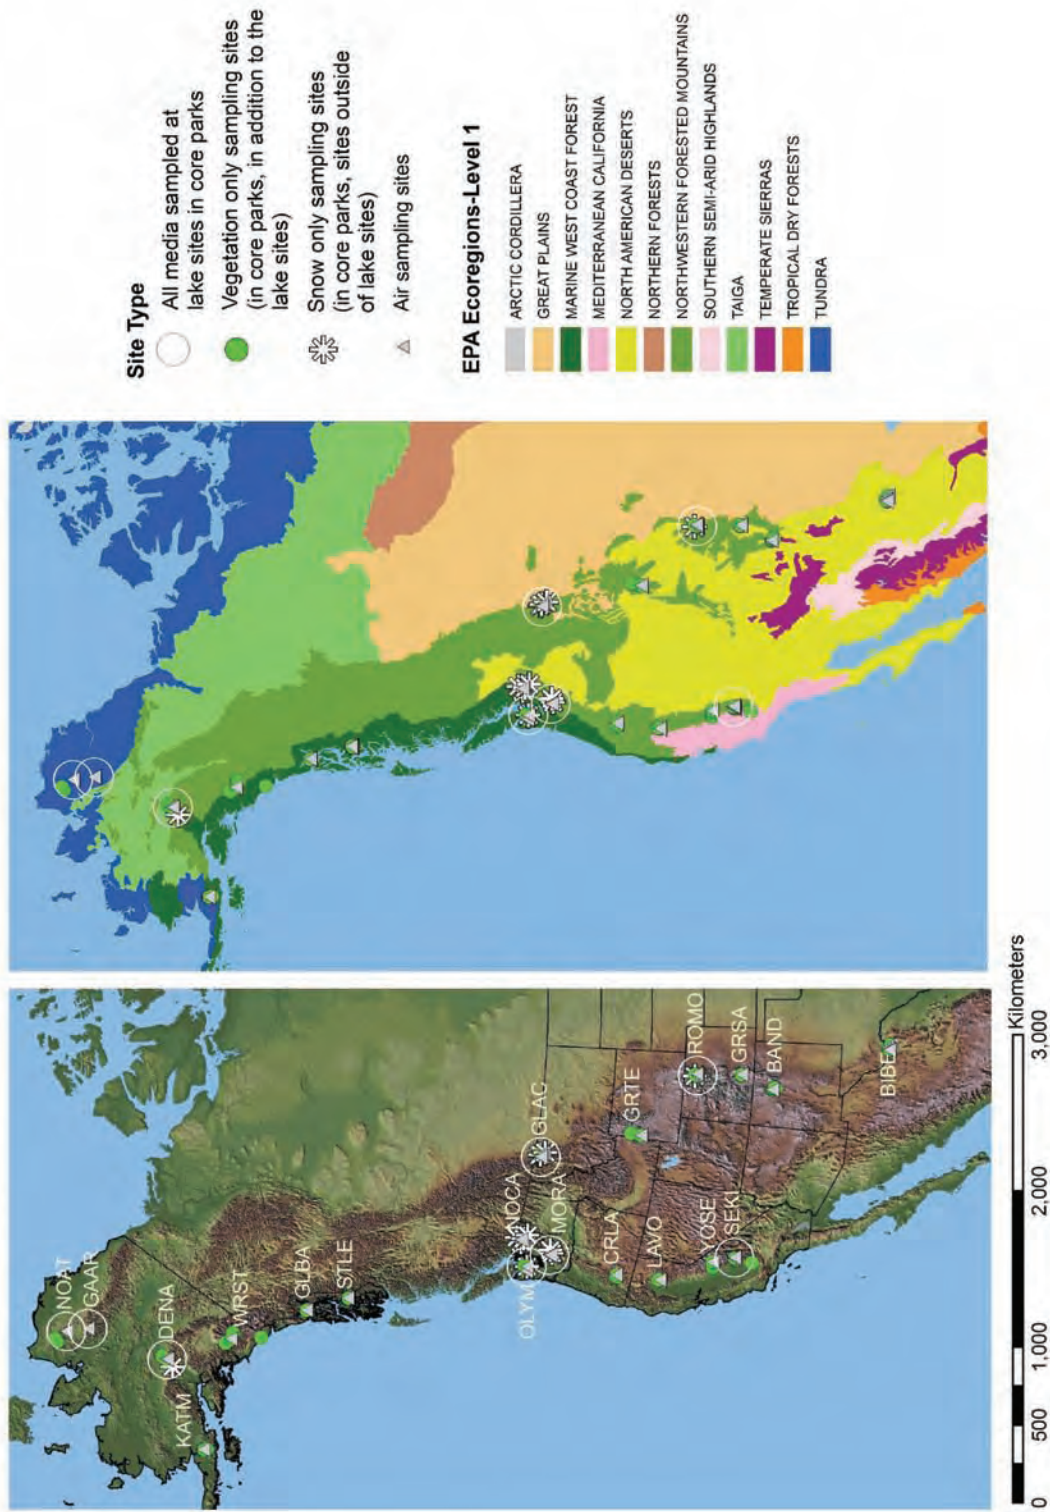 Site Type
All media sampled at
lake sites in core parks
Vegetation only sampling sites
(in core parks, in addition to the
lake sites)
Snow only sampling sites
(in core parks, sites outside
of lake sites)
Air sampling sites
EPA Ecoregions-Level 1
ARCTIC CORDILLERA
GREAT PLAINS
MARINE WEST COAST FOREST
MEDITERRANEAN CALIFORNIA
NORTH AMERICAN DESERTS
NORTHERN FORESTS
NORTHWESTERN FORESTED MOUNTAINS
SOUTHERN SEMI-ARID HIGHLANDS
TAIGA
TEMPERATE SIERRAS
TROPICAL DRY FORESTS
TUNDRA
NOAT
GAAR
DENA
KATM
WRST
GLBA
STLE
NOCA
OLYM
MORA
GLAC
CRLA
LAVO
GRTE
YOSE
SEKI
ROMO
GRSA
BAND
BIBE
0 500 1,000 2,000 3,000
Kilometers